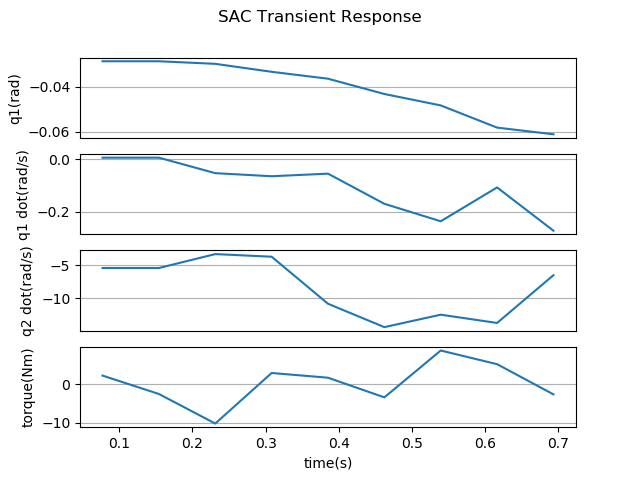 SAC Transient Response
q1(rad)
−0.04
−0.06
q1 dot(rad/s)
0.0
−0.2
q2 dot(rad/s)
−5
−10
torque(Nm)
0
−10
0.1 0.2 0.3 0.4 0.5 0.6 0.7
time(s)